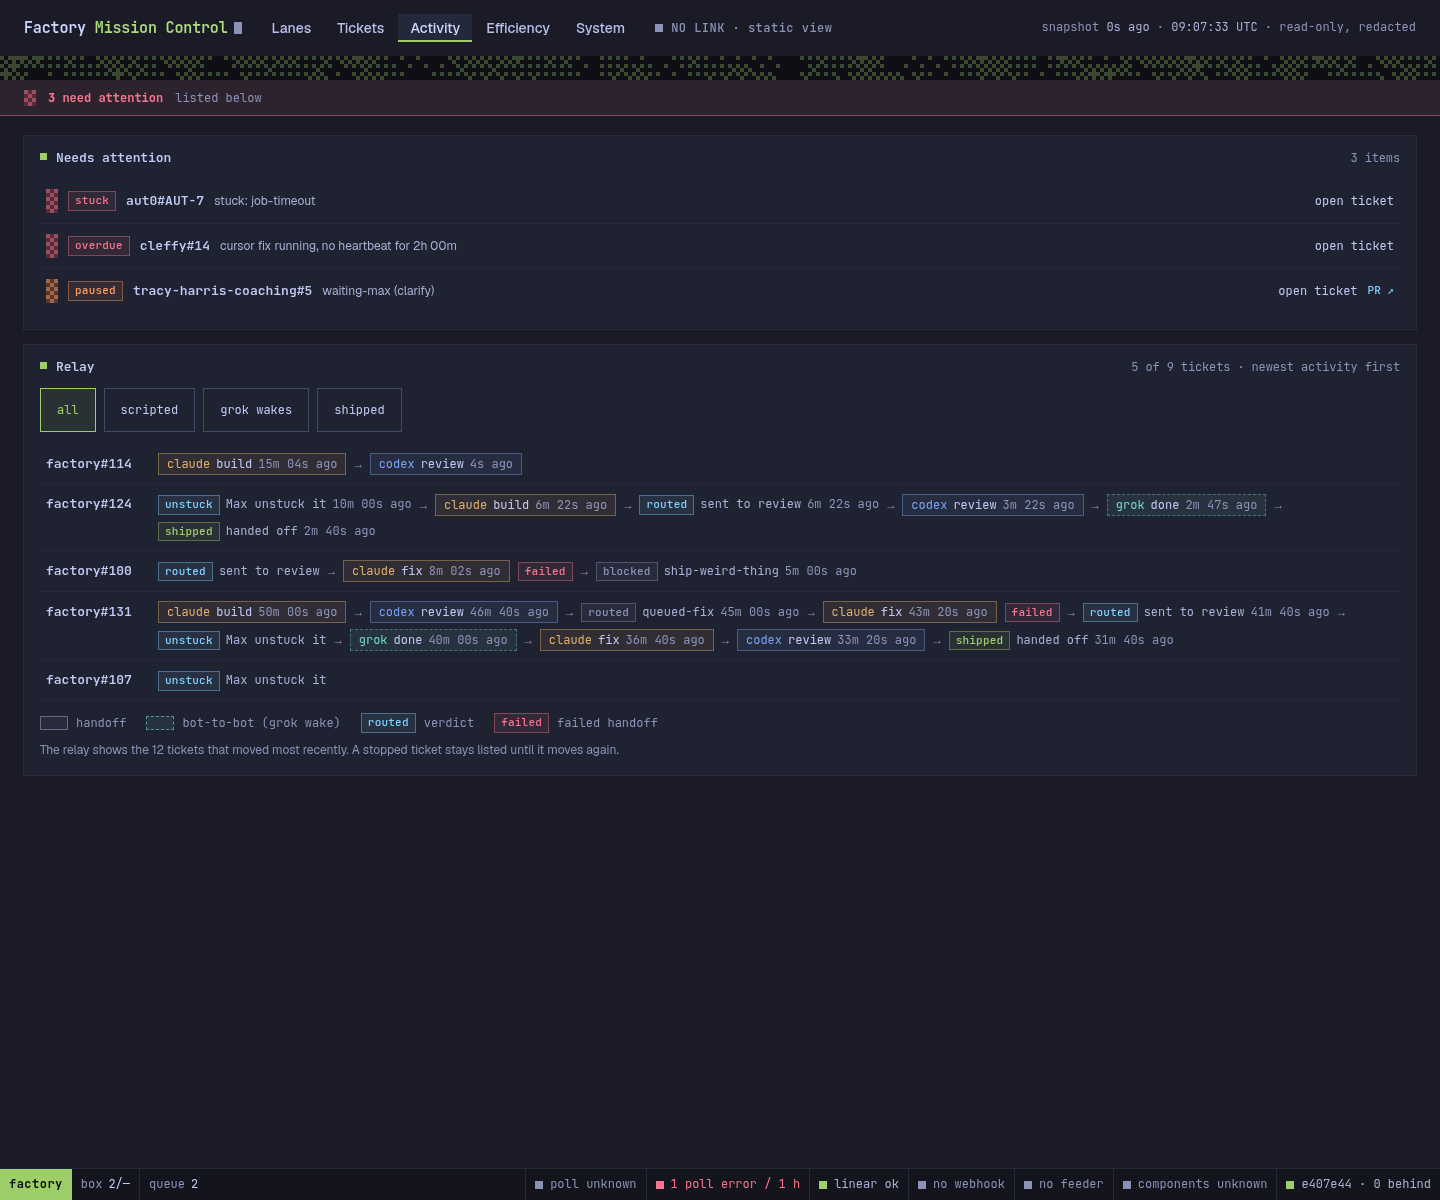 Factory Mission Control Lanes Tickets Activity Efficiency System NO LINK · static view snapshot 0s ago · 09:07:33 UTC · read-only, redacted
3 need attention listed below
Needs attention 3 items
stuck aut0#AUT-7 stuck: job-timeout open ticket
overdue cleffy#14 cursor fix running, no heartbeat for 2h 00m open ticket
paused tracy-harris-coaching#5 waiting-max (clarify) open ticket PR ↗
Relay 5 of 9 tickets · newest activity first
all scripted grok wakes shipped
factory#114 claude build 15m 04s ago → codex review 4s ago
factory#124 unstuck Max unstuck it 10m 00s ago → claude build 6m 22s ago → routed sent to review 6m 22s ago → codex review 3m 22s ago → grok done 2m 47s ago →
shipped handed off 2m 40s ago
factory#100 routed sent to review → claude fix 8m 02s ago failed → blocked ship-weird-thing 5m 00s ago
factory#131 claude build 50m 00s ago → codex review 46m 40s ago → routed queued-fix 45m 00s ago → claude fix 43m 20s ago failed → routed sent to review 41m 40s ago →
unstuck Max unstuck it → grok done 40m 00s ago → claude fix 36m 40s ago → codex review 33m 20s ago → shipped handed off 31m 40s ago
factory#107 unstuck Max unstuck it
handoff bot-to-bot (grok wake) routed verdict failed failed handoff
The relay shows the 12 tickets that moved most recently. A stopped ticket stays listed until it moves again.
factory box 2/— queue 2 poll unknown 1 poll error / 1 h linear ok no webhook no feeder components unknown e407e44 · 0 behind